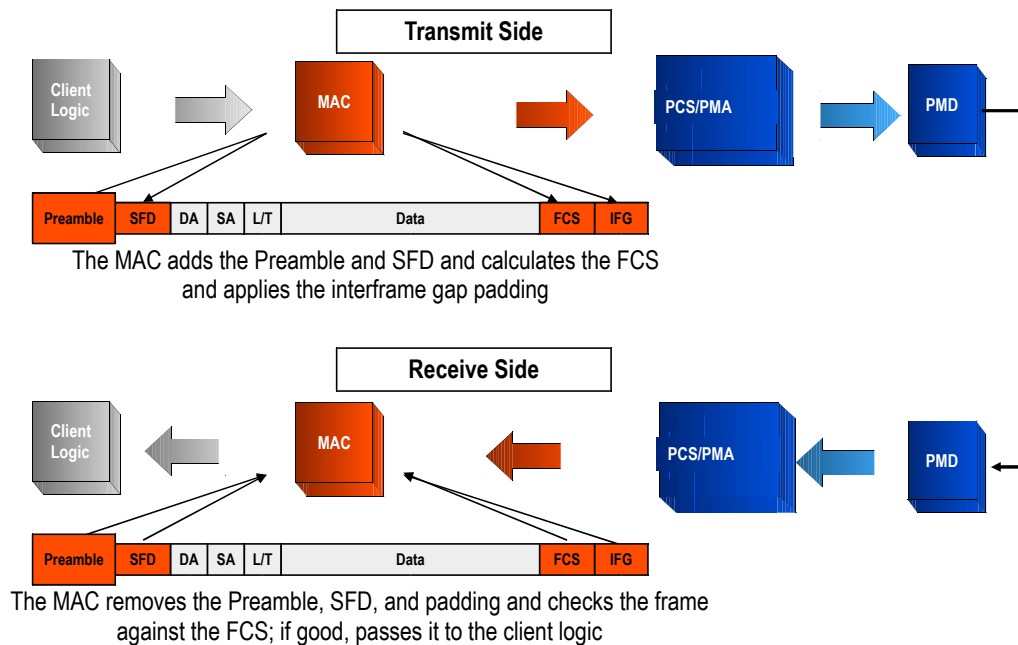 Transmit Side
Client
Logic
MAC
PCS/PMA
PMD
Preamble
SFD
DA
SA
L/T
Data
FCS
IFG
The MAC adds the Preamble and SFD and calculates the FCS
and applies the interframe gap padding
Receive Side
Client
Logic
MAC
PCS/PMA
PMD
Preamble
SFD
DA
SA
L/T
Data
FCS
IFG
The MAC removes the Preamble, SFD, and padding and checks the frame
against the FCS; if good, passes it to the client logic